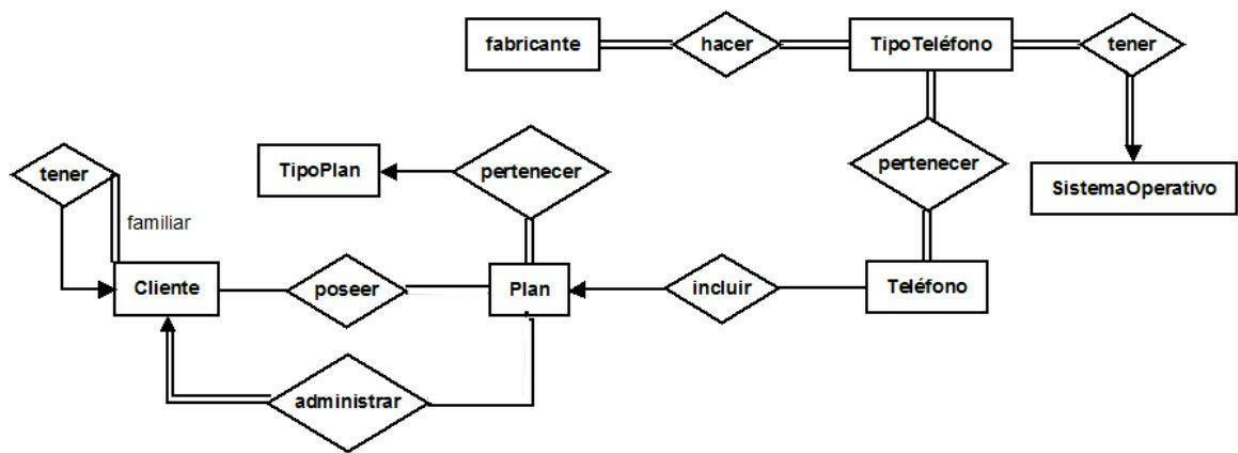 fabricante
hacer
TipoTeléfono
tener
tener
TipoPlan
pertenecer
pertenecer
SistemaOperativo
familiar
Cliente
poseer
Plan
incluir
Teléfono
administrar